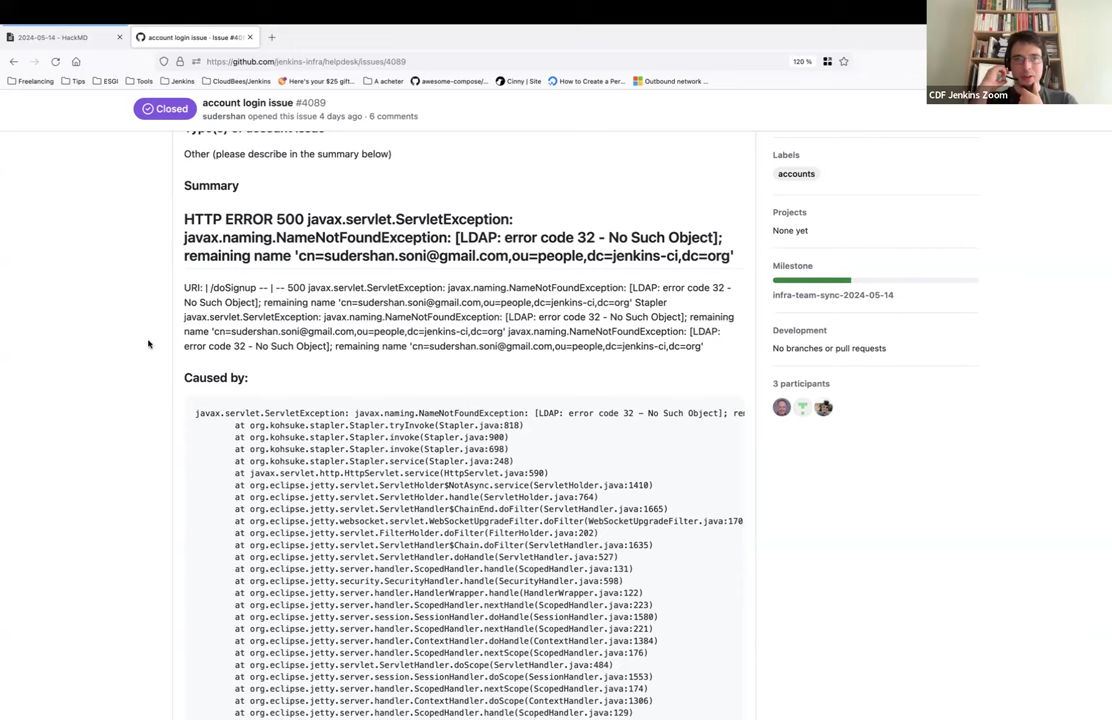 2024-05-14 - HackMD
account login issue · Issue #408
https://github.com/jenkins-infra/helpdesk/issues/4089
120 %
Freelancing
Tips
ESGI
Tools
Jenkins
CloudBees/Jenkins
Here's your $25 gift...
A acheter
awesome-compose/...
Cinny | Site
How to Create a Per...
Outbound network ...
CDF Jenkins Zoom
Closed
account login issue #4089
sudershan opened this issue 4 days ago · 6 comments
Type(s) of account issue
Other (please describe in the summary below)
Summary
HTTP ERROR 500 javax.servlet.ServletException:
javax.naming.NameNotFoundException: [LDAP: error code 32 - No Such Object];
remaining name 'cn=sudershan.soni@gmail.com,ou=people,dc=jenkins-ci,dc=org'
URI: | /doSignup -- | -- 500 javax.servlet.ServletException: javax.naming.NameNotFoundException: [LDAP: error code 32 -
No Such Object]; remaining name 'cn=sudershan.soni@gmail.com,ou=people,dc=jenkins-ci,dc=org' Stapler
javax.servlet.ServletException: javax.naming.NameNotFoundException: [LDAP: error code 32 - No Such Object]; remaining
name 'cn=sudershan.soni@gmail.com,ou=people,dc=jenkins-ci,dc=org' javax.naming.NameNotFoundException: [LDAP:
error code 32 - No Such Object]; remaining name 'cn=sudershan.soni@gmail.com,ou=people,dc=jenkins-ci,dc=org'
Caused by:
javax.servlet.ServletException: javax.naming.NameNotFoundException: [LDAP: error code 32 - No Such Object]; re
at org.kohsuke.stapler.Stapler.tryInvoke(Stapler.java:818)
at org.kohsuke.stapler.Stapler.invoke(Stapler.java:900)
at org.kohsuke.stapler.Stapler.invoke(Stapler.java:698)
at org.kohsuke.stapler.Stapler.service(Stapler.java:248)
at javax.servlet.http.HttpServlet.service(HttpServlet.java:590)
at org.eclipse.jetty.servlet.ServletHolder$NotAsync.service(ServletHolder.java:1410)
at org.eclipse.jetty.servlet.ServletHolder.handle(ServletHolder.java:764)
at org.eclipse.jetty.servlet.ServletHandler$ChainEnd.doFilter(ServletHandler.java:1665)
at org.eclipse.jetty.websocket.servlet.WebSocketUpgradeFilter.doFilter(WebSocketUpgradeFilter.java:170
at org.eclipse.jetty.servlet.FilterHolder.doFilter(FilterHolder.java:202)
at org.eclipse.jetty.servlet.ServletHandler$Chain.doFilter(ServletHandler.java:1635)
at org.eclipse.jetty.servlet.ServletHandler.doHandle(ServletHandler.java:527)
at org.eclipse.jetty.server.handler.ScopedHandler.handle(ScopedHandler.java:131)
at org.eclipse.jetty.security.SecurityHandler.handle(SecurityHandler.java:598)
at org.eclipse.jetty.server.handler.HandlerWrapper.handle(HandlerWrapper.java:122)
at org.eclipse.jetty.server.handler.ScopedHandler.nextHandle(ScopedHandler.java:223)
at org.eclipse.jetty.server.session.SessionHandler.doHandle(SessionHandler.java:1580)
at org.eclipse.jetty.server.handler.ScopedHandler.nextHandle(ScopedHandler.java:221)
at org.eclipse.jetty.server.handler.ContextHandler.doHandle(ContextHandler.java:1384)
at org.eclipse.jetty.server.handler.ScopedHandler.nextScope(ScopedHandler.java:176)
at org.eclipse.jetty.servlet.ServletHandler.doScope(ServletHandler.java:484)
at org.eclipse.jetty.server.session.SessionHandler.doScope(SessionHandler.java:1553)
at org.eclipse.jetty.server.handler.ScopedHandler.nextScope(ScopedHandler.java:174)
at org.eclipse.jetty.server.handler.ContextHandler.doScope(ContextHandler.java:1306)
at org.eclipse.jetty.server.handler.ScopedHandler.handle(ScopedHandler.java:129)
Labels
accounts
Projects
None yet
Milestone
infra-team-sync-2024-05-14
Development
No branches or pull requests
3 participants